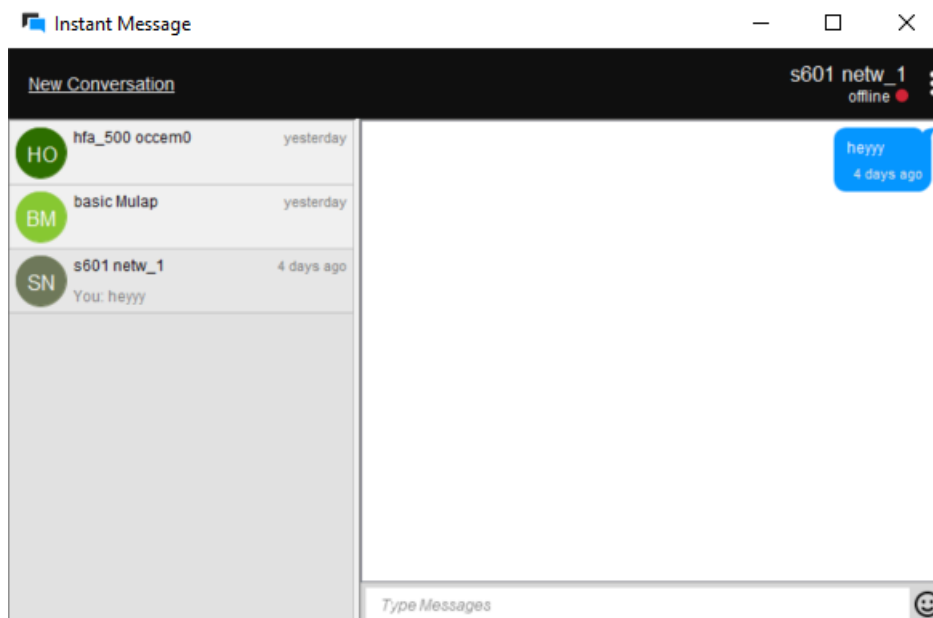 Instant Message
New Conversation
s601 netw_1
offline
HO
hfa_500 occem0
yesterday
BM
basic Mulap
yesterday
SN
s601 netw_1
4 days ago
You: heyyy
heyyy
4 days ago
Type Messages